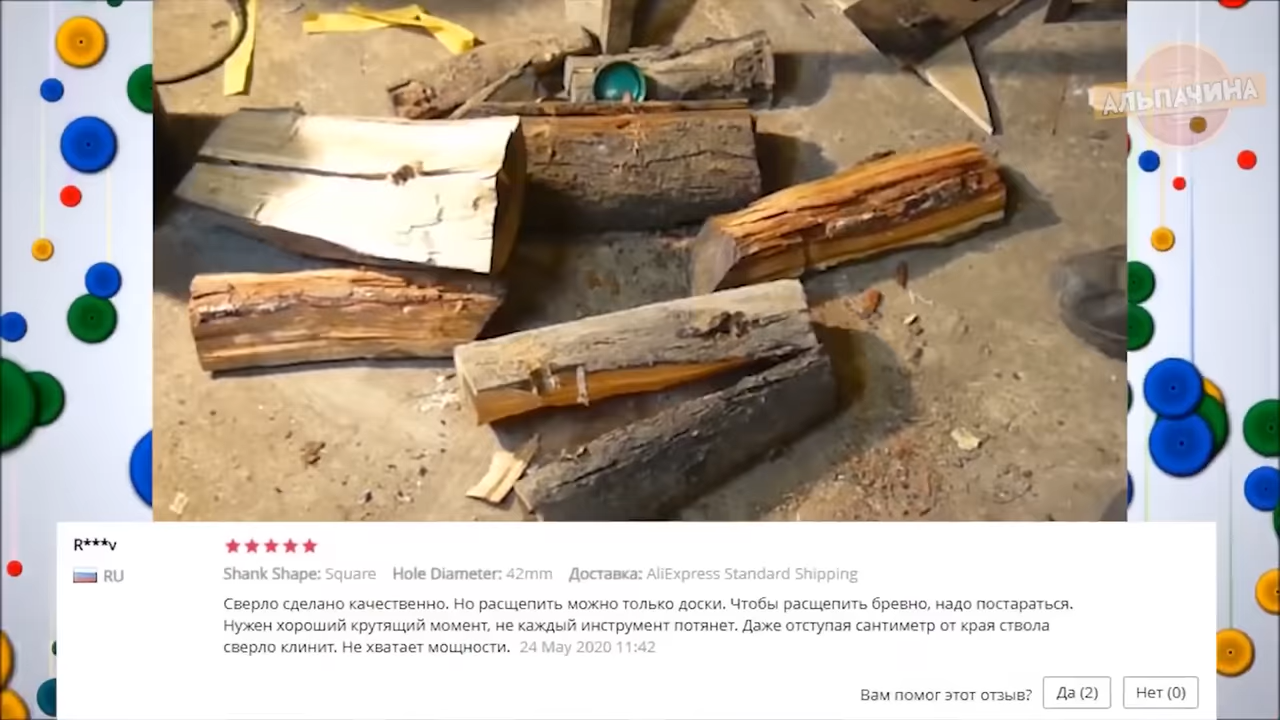 АЛЬПАЧИНА
R***v
RU
Shank Shape: Square Hole Diameter: 42mm Доставка: AliExpress Standard Shipping
Сверло сделано качественно. Но расщепить можно только доски. Чтобы расщепить бревно, надо постараться.
Нужен хороший крутящий момент, не каждый инструмент потянет. Даже отступая сантиметр от края ствола
сверло клинит. Не хватает мощности. 24 May 2020 11:42
Вам помог этот отзыв? Да (2) Нет (0)